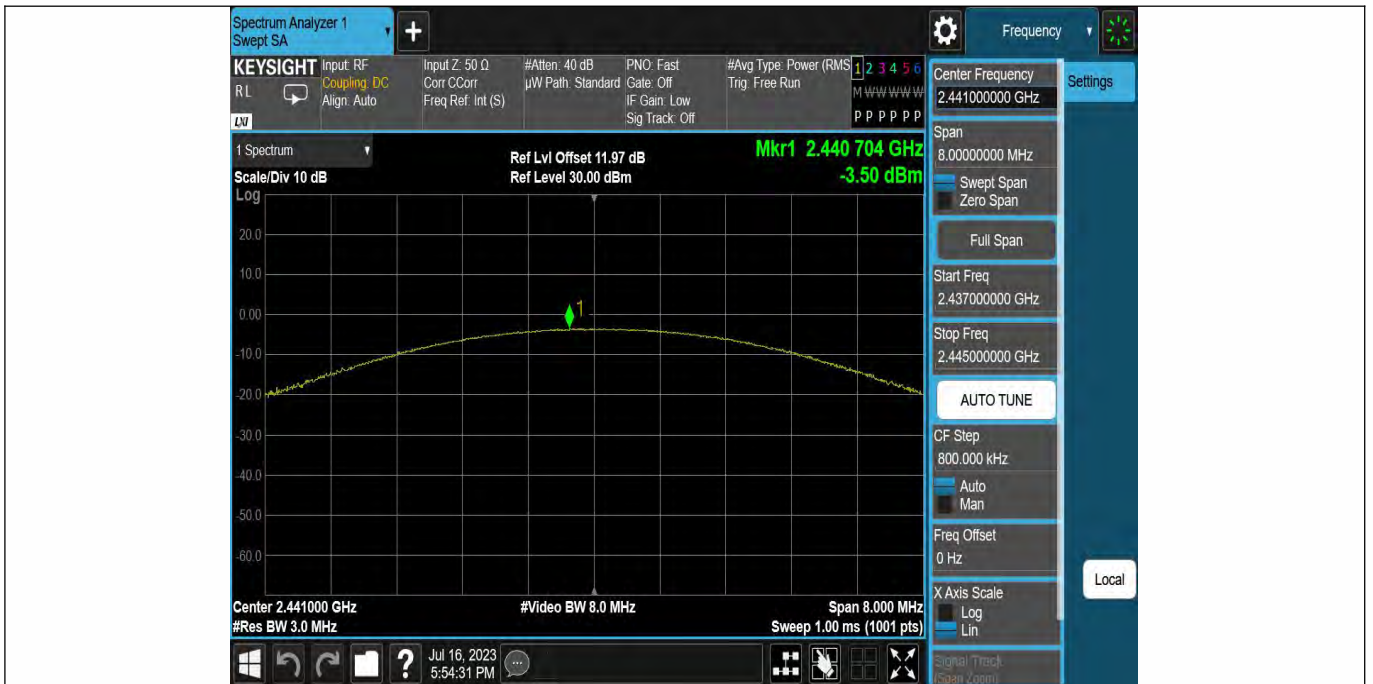 Spectrum Analyzer 1
Swept SA
+
Frequency
KEYSIGHT
RL
LXI
Input: RF
Coupling: DC
Align: Auto
Input Z: 50 Ω
Corr CCorr
Freq Ref: Int (S)
#Atten: 40 dB
µW Path: Standard
PNO: Fast
Gate: Off
IF Gain: Low
Sig Track: Off
#Avg Type: Power (RMS
Trig: Free Run
1 2 3 4 5 6
M W W W W W
P P P P P P
1 Spectrum
Scale/Div 10 dB
Ref Lvl Offset 11.97 dB
Ref Level 30.00 dBm
Mkr1 2.440 704 GHz
-3.50 dBm
Log
20.0
10.0
0.00
-10.0
-20.0
-30.0
-40.0
-50.0
-60.0
1
Center 2.441000 GHz
#Res BW 3.0 MHz
#Video BW 8.0 MHz
Span 8.000 MHz
Sweep 1.00 ms (1001 pts)
Center Frequency
2.441000000 GHz
Settings
Span
8.00000000 MHz
Swept Span
Zero Span
Full Span
Start Freq
2.437000000 GHz
Stop Freq
2.445000000 GHz
AUTO TUNE
CF Step
800.000 kHz
Auto
Man
Freq Offset
0 Hz
X Axis Scale
Log
Lin
Signal Track
(Span Zoom)
Local
?
Jul 16, 2023
5:54:31 PM